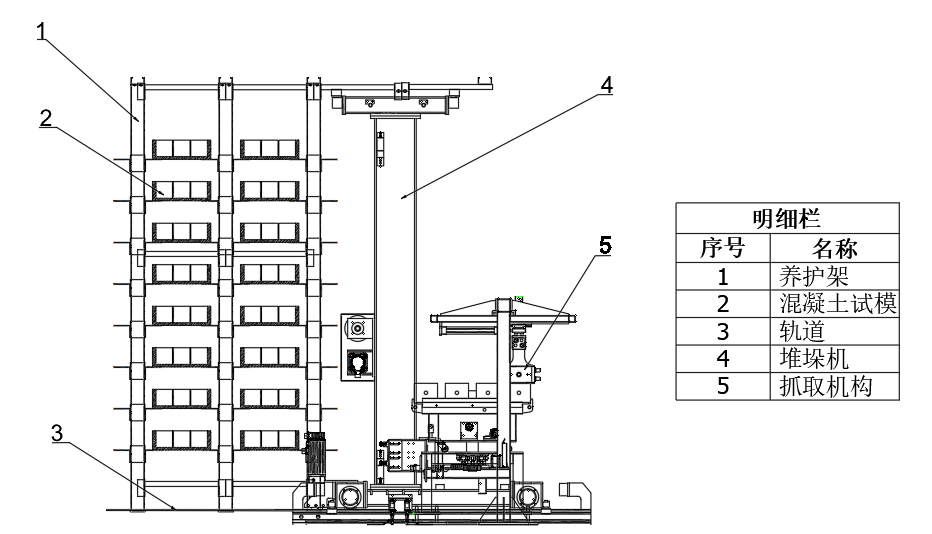 1
2
3
4
5
明细栏
序号 名称
1 养护架
2 混凝土试模
3 轨道
4 堆垛机
5 抓取机构